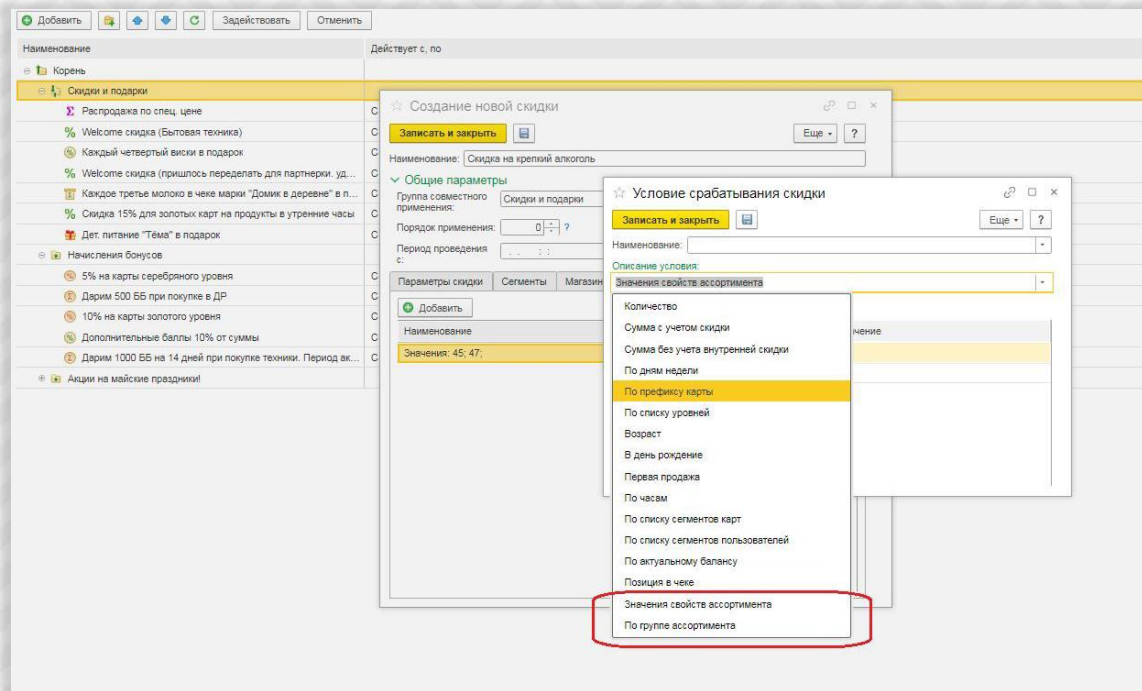 Добавить Задействовать Отменить
Наименование Действует с, по
Корень
Скидки и подарки
Распродажа по спец. цене С
Welcome скидка (Бытовая техника) С
Каждый четвертый виски в подарок С
Welcome скидка (пришлось переделать для партнерки. уд... С
Каждое третье молоко в чеке марки "Домик в деревне" в п... С
Скидка 15% для золотых карт на продукты в утренние часы С
Дет. питание "Тёма" в подарок С
Начисления бонусов
5% на карты серебряного уровня С
Дарим 500 ББ при покупке в ДР С
10% на карты золотого уровня С
Дополнительные баллы 10% от суммы С
Дарим 1000 ББ на 14 дней при покупке техники. Период ак... С
Акции на майские праздники!
Создание новой скидки
Записать и закрыть Еще ?
Наименование: Скидка на крепкий алкоголь
Общие параметры
Группа совместного применения: Скидки и подарки
Порядок применения: 0 ?
Период проведения с: . . : :
Параметры скидки Сегменты Магазин
Добавить
Наименование
Значения: 45; 47;
Условие срабатывания скидки
Записать и закрыть Еще ?
Наименование:
Описание условия:
Значения свойств ассортимента
чение
Количество
Сумма с учетом скидки
Сумма без учета внутренней скидки
По дням недели
По префиксу карты
По списку уровней
Возраст
В день рождение
Первая продажа
По часам
По списку сегментов карт
По списку сегментов пользователей
По актуальному балансу
Позиция в чеке
Значения свойств ассортимента
По группе ассортимента